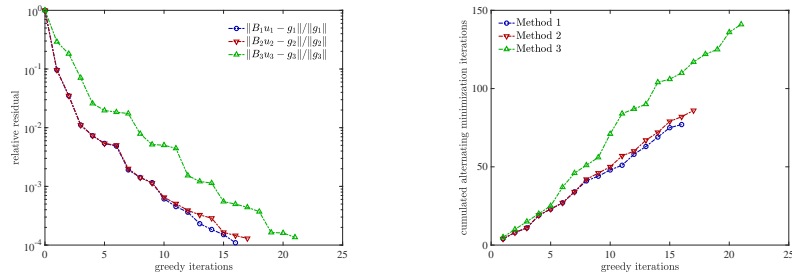 10^0
10^{-1}
10^{-2}
10^{-3}
10^{-4}
relative residual
0 5 10 15 20 25
greedy iterations
‖B_1u_1 − g_1‖/‖g_1‖
‖B_2u_2 − g_2‖/‖g_2‖
‖B_3u_3 − g_3‖/‖g_3‖
150
100
50
0
cumulated alternating minimization iterations
0 5 10 15 20 25
greedy iterations
Method 1
Method 2
Method 3